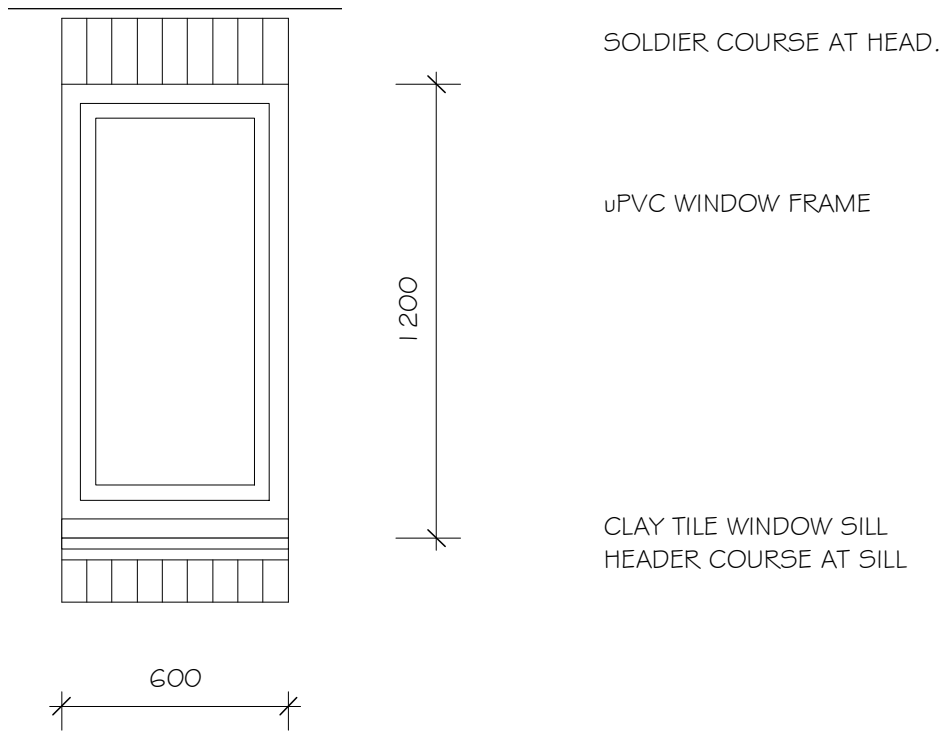 SOLDIER COURSE AT HEAD.
uPVC WINDOW FRAME
1200
CLAY TILE WINDOW SILL
HEADER COURSE AT SILL
600